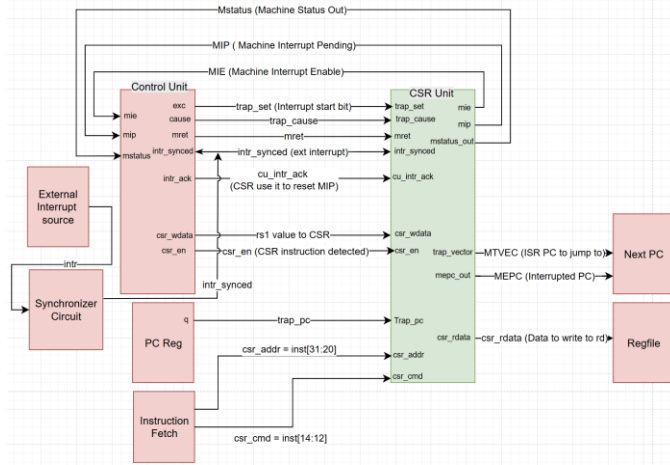 Mstatus (Machine Status Out)
MIP ( Machine Interrupt Pending)
MIE (Machine Interrupt Enable)
Control Unit
CSR Unit
exc
trap_set (Interrupt start bit)
trap_set
mie
mie
cause
trap_cause
trap_cause
mip
mip
mret
mret
mret
mstatus_out
mstatus
intr_synced
intr_synced (ext interrupt)
intr_synced
intr_ack
cu_intr_ack
(CSR use it to reset MIP)
cu_intr_ack
External
Interrupt
source
csr_wdata
rs1 value to CSR
csr_wdata
csr_en
csr_en (CSR instruction detected)
csr_en
trap_vector
MTVEC (ISR PC to jump to)
Next PC
mepc_out
MEPC (Interrupted PC)
intr
intr_synced
Synchronizer
Circuit
q
trap_pc
Trap_pc
PC Reg
csr_rdata
csr_rdata (Data to write to rd)
Regfile
csr_addr = inst[31:20]
csr_addr
csr_cmd
Instruction
Fetch
csr_cmd = inst[14:12]